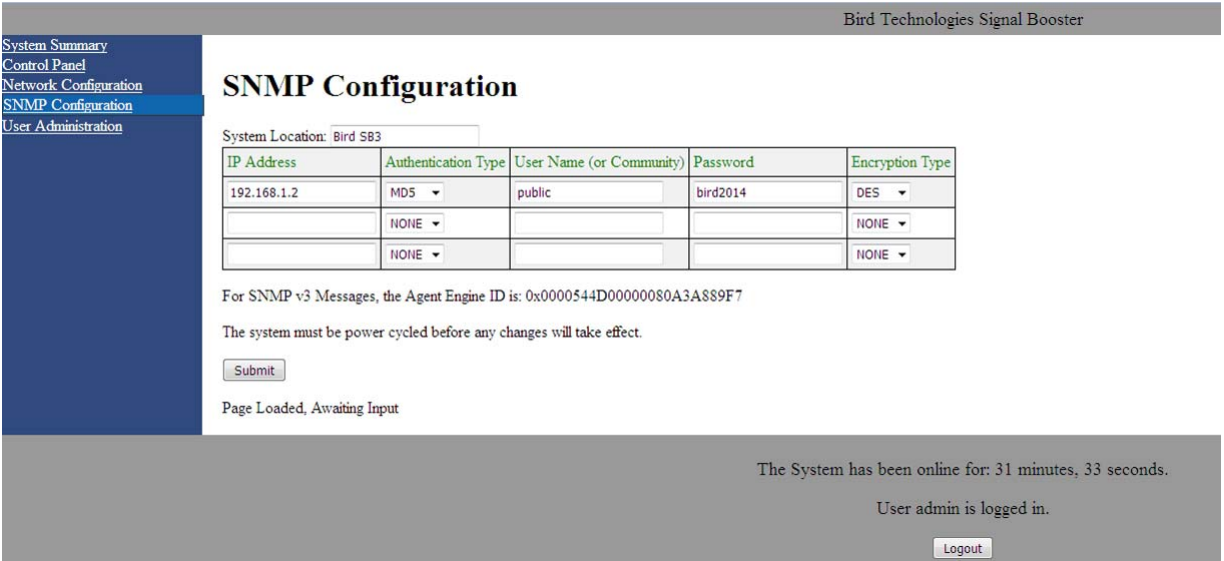 Bird Technologies Signal Booster
System Summary
Control Panel
Network Configuration
SNMP Configuration
User Administration
SNMP Configuration
System Location: Bird SB3
IP Address Authentication Type User Name (or Community) Password Encryption Type
192.168.1.2 MD5 public bird2014 DES
NONE NONE
NONE NONE
For SNMP v3 Messages, the Agent Engine ID is: 0x0000544D00000080A3A889F7
The system must be power cycled before any changes will take effect.
Submit
Page Loaded, Awaiting Input
The System has been online for: 31 minutes, 33 seconds.
User admin is logged in.
Logout